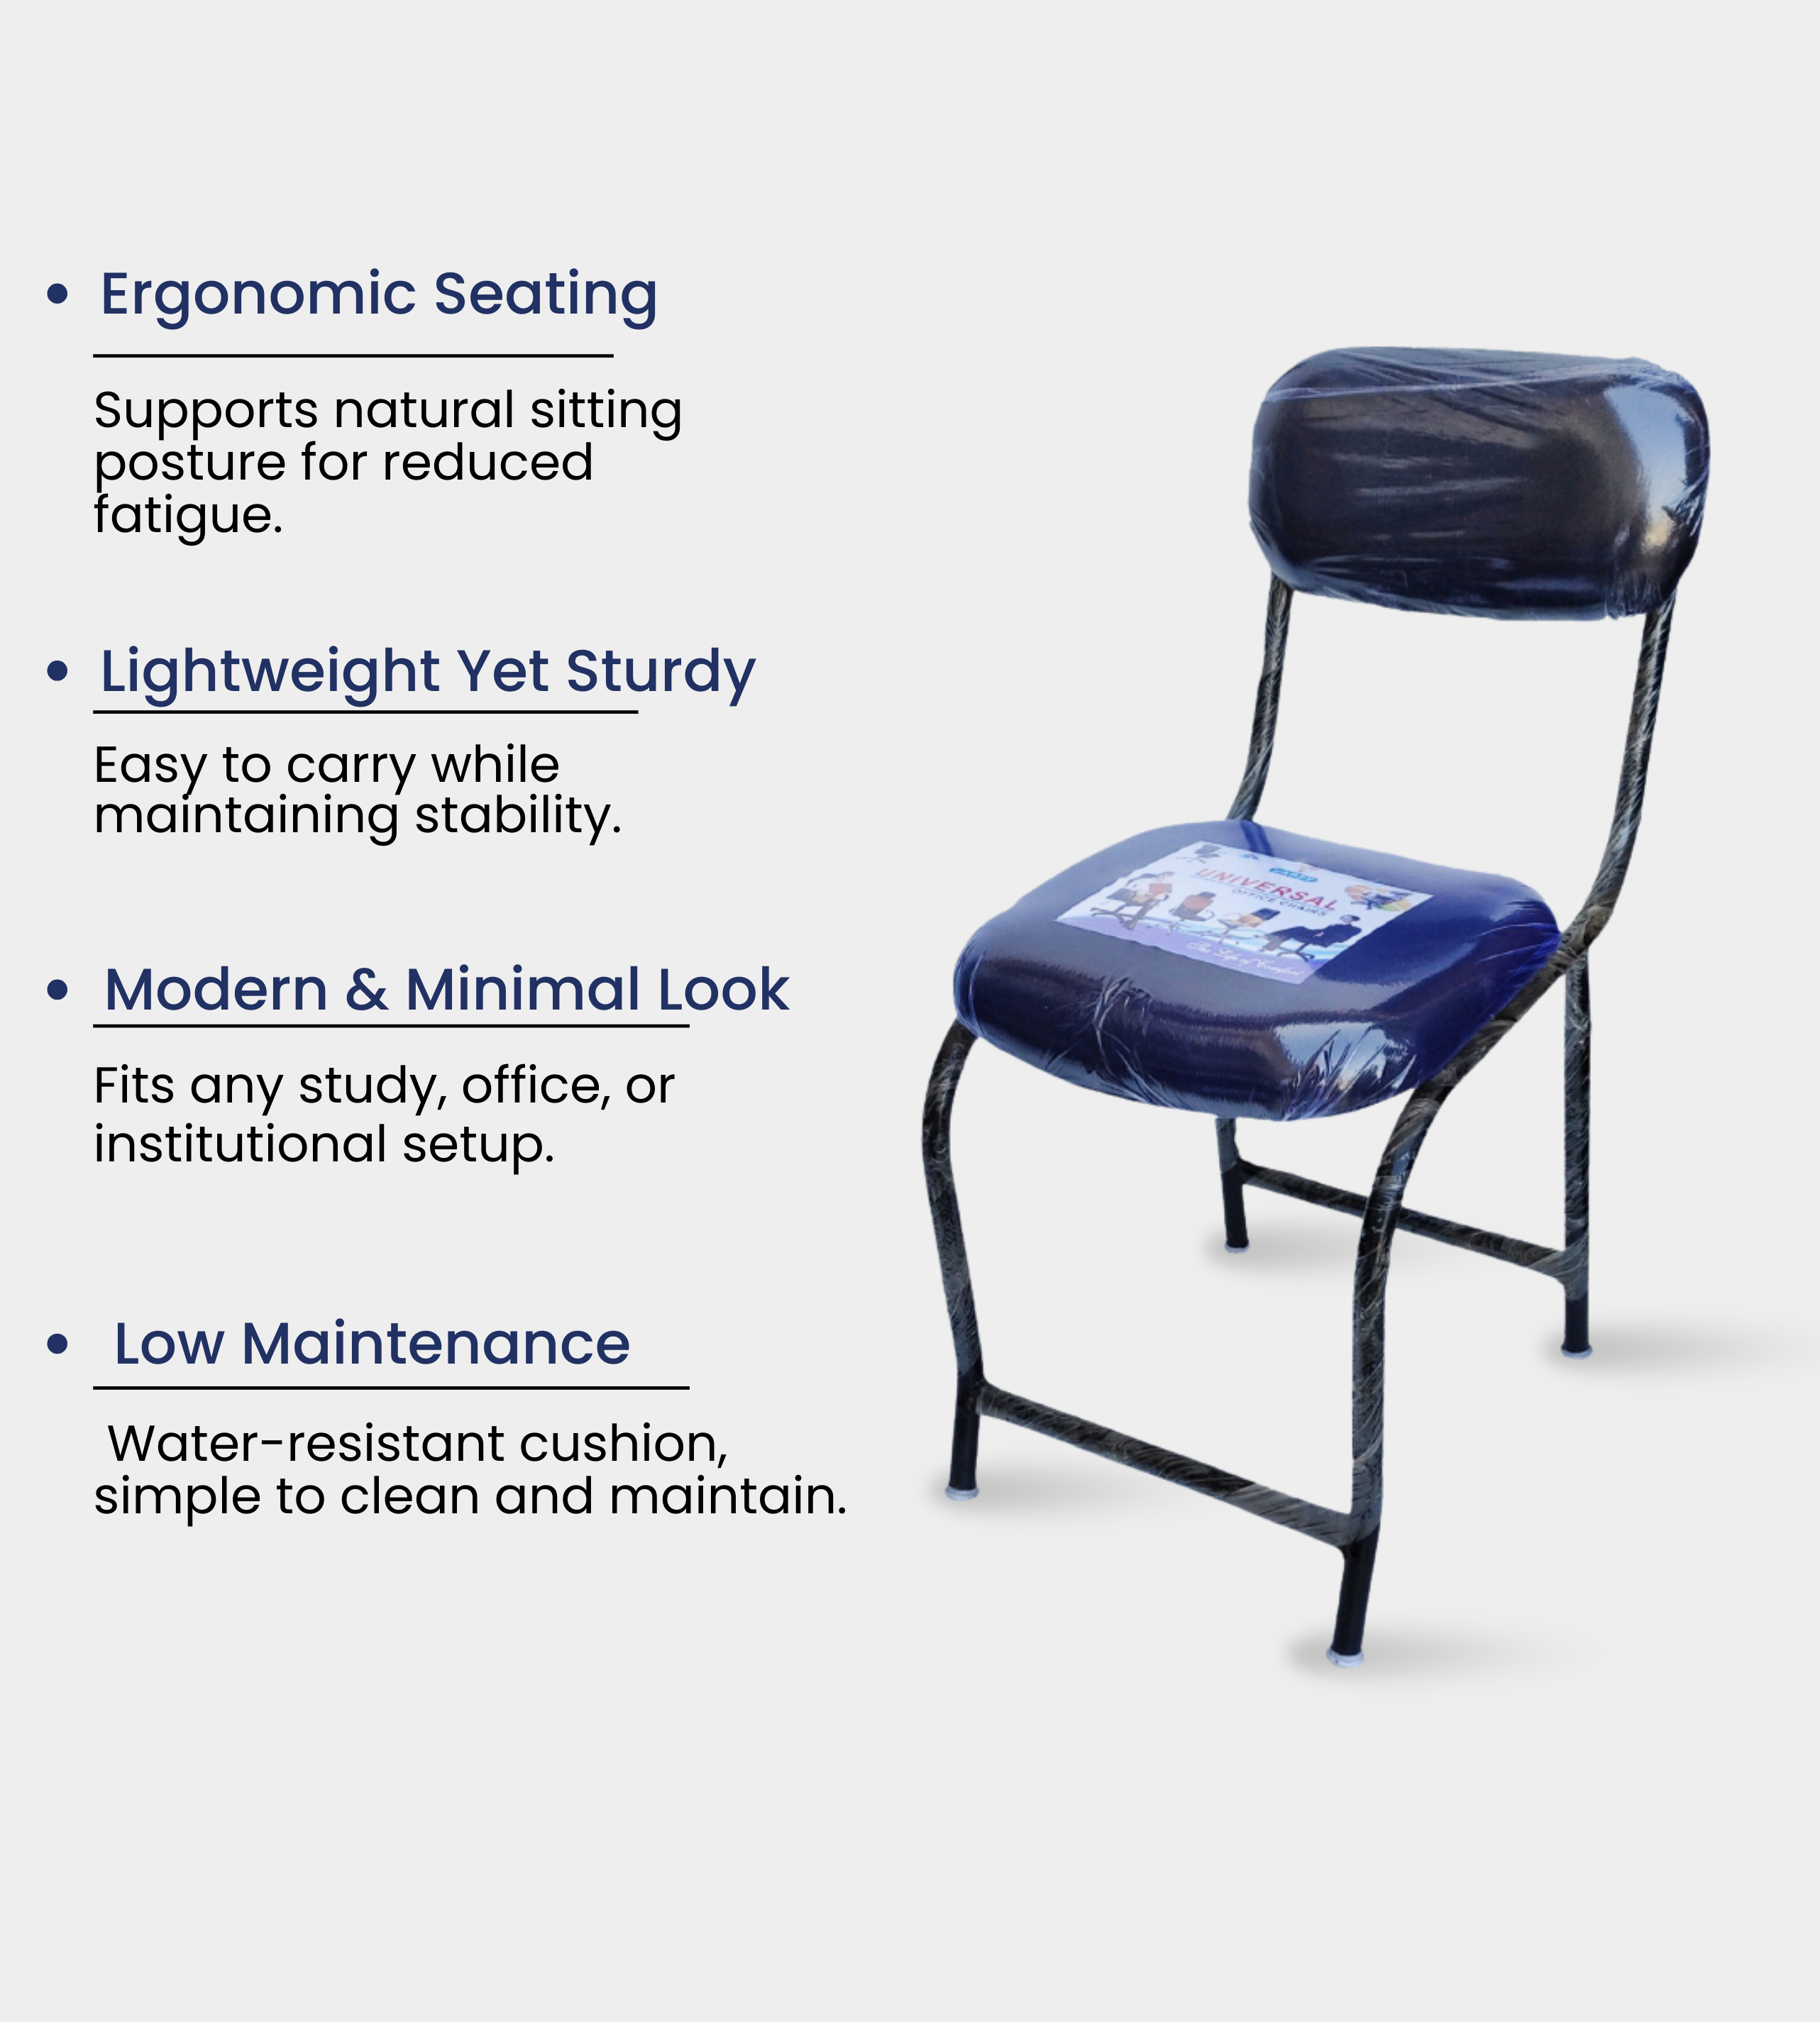 Ergonomic Seating
Supports natural sitting
posture for reduced
fatigue.
Lightweight Yet Sturdy
Easy to carry while
maintaining stability.
Modern & Minimal Look
Fits any study, office, or
institutional setup.
Low Maintenance
Water-resistant cushion,
simple to clean and maintain.
UNIVERSAL
OFFICE CHAIRS